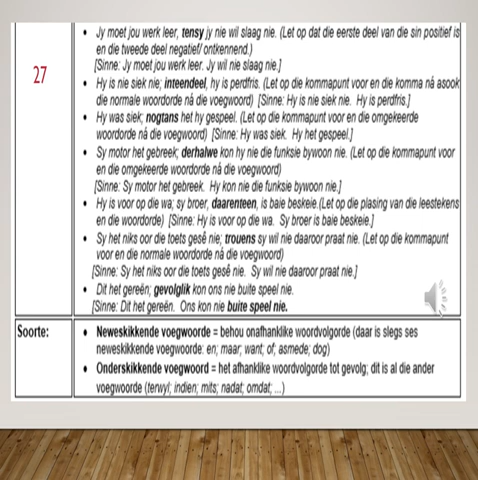 • Jy moet jou werk leer, tensy jy nie wil slaag nie. (Let op dat die eerste deel van die sin positief is
en die tweede deel negatief/ ontkennend.)
[Sinne: Jy moet jou werk leer. Jy wil nie slaag nie.]
27
• Hy is nie siek nie; inteendeel, hy is perdfris. (Let op die kommapunt voor en die komma ná asook
die normale woordorde ná die voegwoord) [Sinne: Hy is nie siek nie. Hy is perdfris.]
• Hy was siek; nogtans het hy gespeel. (Let op die kommapunt voor en die omgekeerde
woordorde ná die voegwoord) [Sinne: Hy was siek. Hy het gespeel.]
• Sy motor het gebreek; derhalwe kon hy nie die funksie bywoon nie. (Let op die kommapunt voor
en die omgekeerde woordorde ná die voegwoord)
[Sinne: Sy motor het gebreek. Hy kon nie die funksie bywoon nie.]
• Hy is voor op die wa; sy broer, daarenteen, is baie beskeie.(Let op die plasing van die leestekens
en die woordorde) [Sinne: Hy is voor op die wa. Sy broer is baie beskeie.]
• Sy het niks oor die toets gesê nie; trouens sy wil nie daaroor praat nie. (Let op die kommapunt
voor en die normale woordorde ná die voegwoord)
[Sinne: Sy het niks oor die toets gesê nie. Sy wil nie daaroor praat nie.]
• Dit het gereën; gevolglik kon ons nie buite speel nie.
[Sinne: Dit het gereën. Ons kon nie buite speel nie.
Soorte:
• Neweskikkende voegwoord = behou onafhanklike woordvolgorde (daar is slegs ses
neweskikkende voegwoorde: en; maar; want; of; asmede; dog)
• Onderskikkende voegwoord = het afhanklike woordvolgorde tot gevolg; dit is al die ander
voegwoorde (terwyl; indien; mits; nadat; omdat; ...)